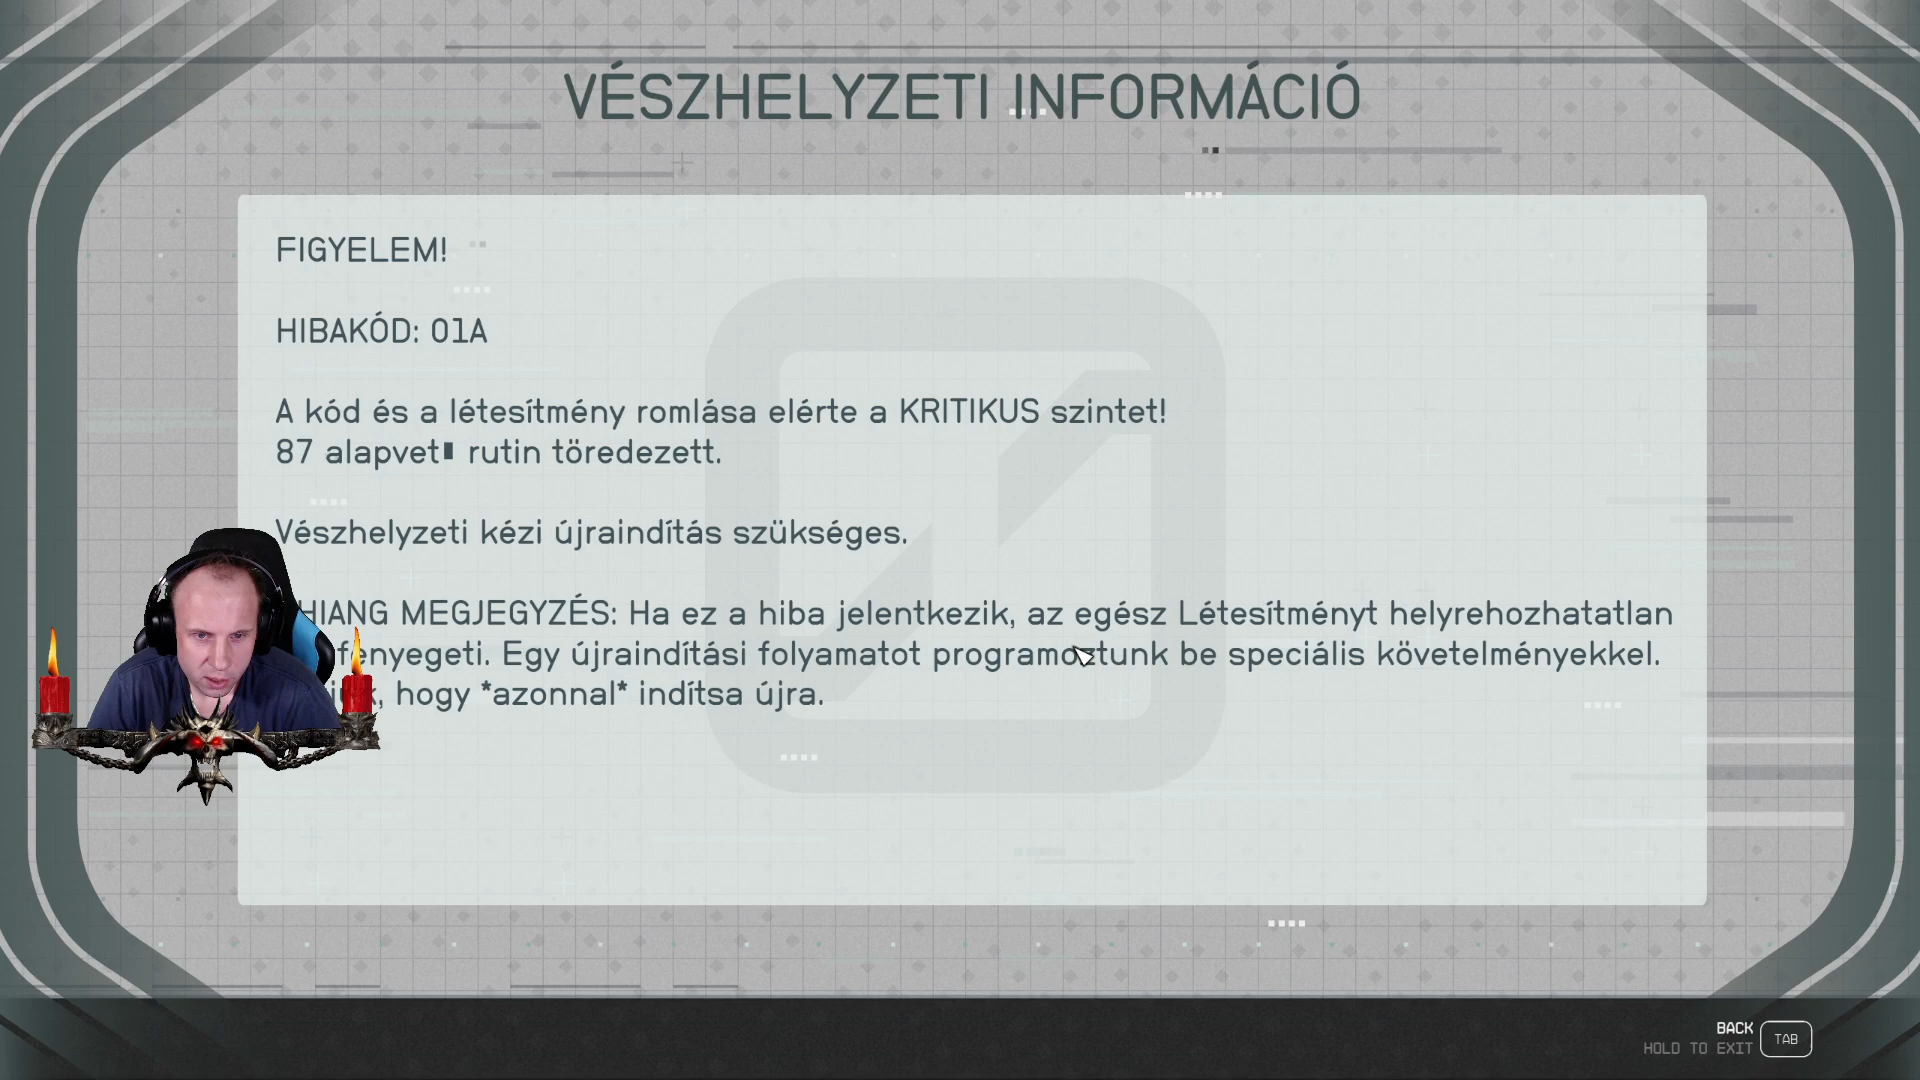 VÉSZHELYZETI INFORMÁCIÓ
FIGYELEM!
HIBAKÓD: 01A
A kód és a létesítmény romlása elérte a KRITIKUS szintet!
87 alapvet▮ rutin töredezett.
Vészhelyzeti kézi újraindítás szükséges.
HIANG MEGJEGYZÉS: Ha ez a hiba jelentkezik, az egész Létesítményt helyrehozhatatlan
fenyegeti. Egy újraindítási folyamatot programoztunk be speciális követelményekkel.
hogy *azonnal* indítsa újra.
BACK
HOLD TO EXIT
TAB